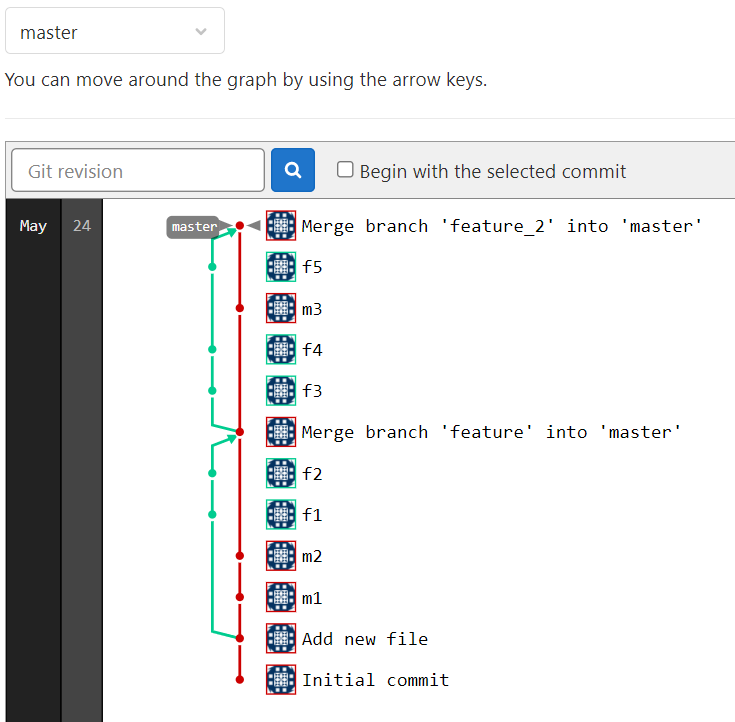 master
You can move around the graph by using the arrow keys.
Git revision
Begin with the selected commit
May 24 master Merge branch 'feature_2' into 'master'
f5
m3
f4
f3
Merge branch 'feature' into 'master'
f2
f1
m2
m1
Add new file
Initial commit